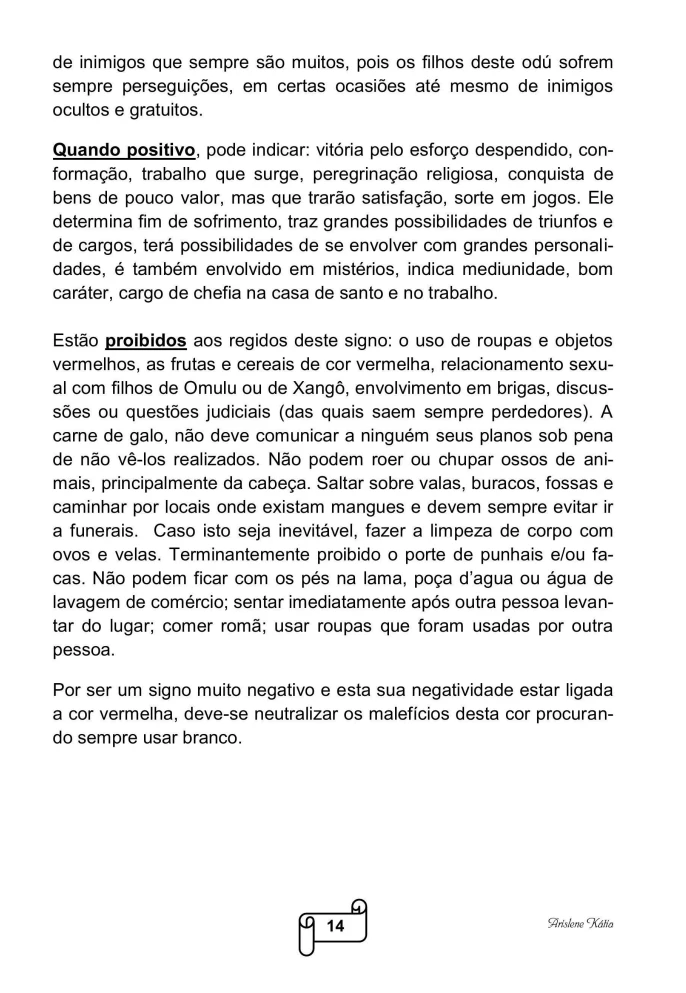 de inimigos que sempre são muitos, pois os filhos deste odú sofrem
sempre perseguições, em certas ocasiões até mesmo de inimigos
ocultos e gratuitos.
Quando positivo, pode indicar: vitória pelo esforço despendido, con-
formação, trabalho que surge, peregrinação religiosa, conquista de
bens de pouco valor, mas que trarão satisfação, sorte em jogos. Ele
determina fim de sofrimento, traz grandes possibilidades de triunfos e
de cargos, terá possibilidades de se envolver com grandes personali-
dades, é também envolvido em mistérios, indica mediunidade, bom
caráter, cargo de chefia na casa de santo e no trabalho.
Estão proibidos aos regidos deste signo: o uso de roupas e objetos
vermelhos, as frutas e cereais de cor vermelha, relacionamento sexu-
al com filhos de Omulu ou de Xangô, envolvimento em brigas, discus-
sões ou questões judiciais (das quais saem sempre perdedores). A
carne de galo, não deve comunicar a ninguém seus planos sob pena
de não vê-los realizados. Não podem roer ou chupar ossos de ani-
mais, principalmente da cabeça. Saltar sobre valas, buracos, fossas e
caminhar por locais onde existam mangues e devem sempre evitar ir
a funerais.  Caso isto seja inevitável, fazer a limpeza de corpo com
ovos e velas. Terminantemente proibido o porte de punhais e/ou fa-
cas. Não podem ficar com os pés na lama, poça d’agua ou água de
lavagem de comércio; sentar imediatamente após outra pessoa levan-
tar do lugar; comer romã; usar roupas que foram usadas por outra
pessoa.
Por ser um signo muito negativo e esta sua negatividade estar ligada
a cor vermelha, deve-se neutralizar os malefícios desta cor procuran-
do sempre usar branco.
14
Arislene Kátia